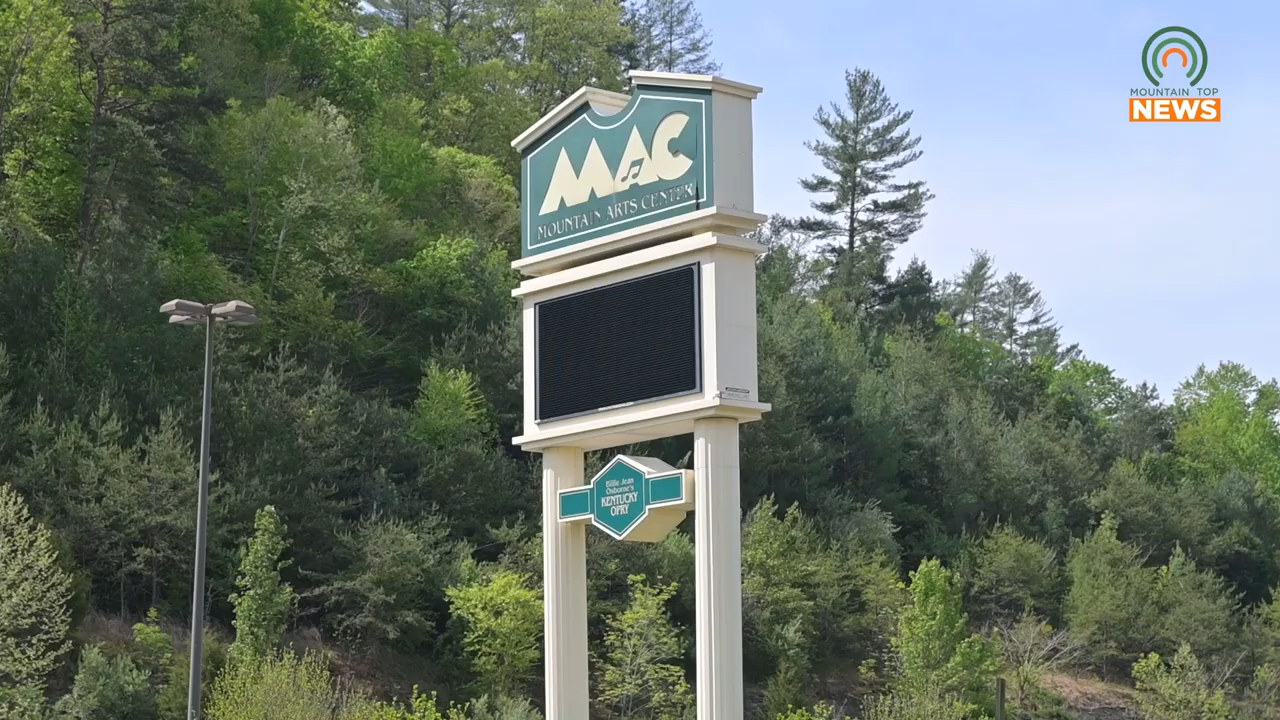 MOUNTAIN TOP
NEWS
MAC
MOUNTAIN ARTS CENTER
Billie Jean
Osborne's
KENTUCKY
OPRY